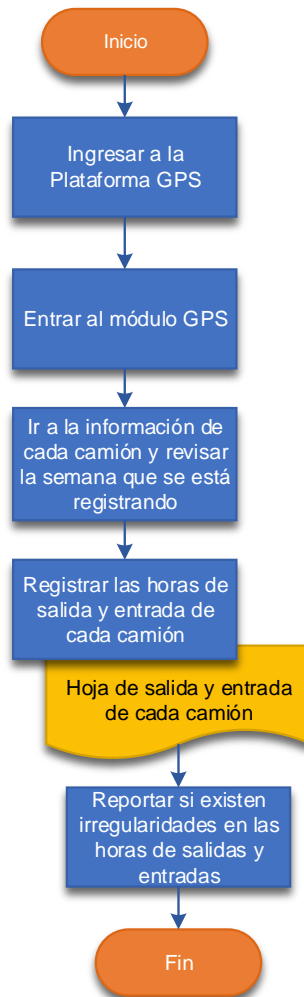 Inicio
Ingresar a la
Plataforma GPS
Entrar al módulo GPS
Ir a la información de
cada camión y revisar
la semana que se está
registrando
Registrar las horas de
salida y entrada de
cada camión
Hoja de salida y entrada
de cada camión
Reportar si existen
irregularidades en las
horas de salidas y
entradas
Fin